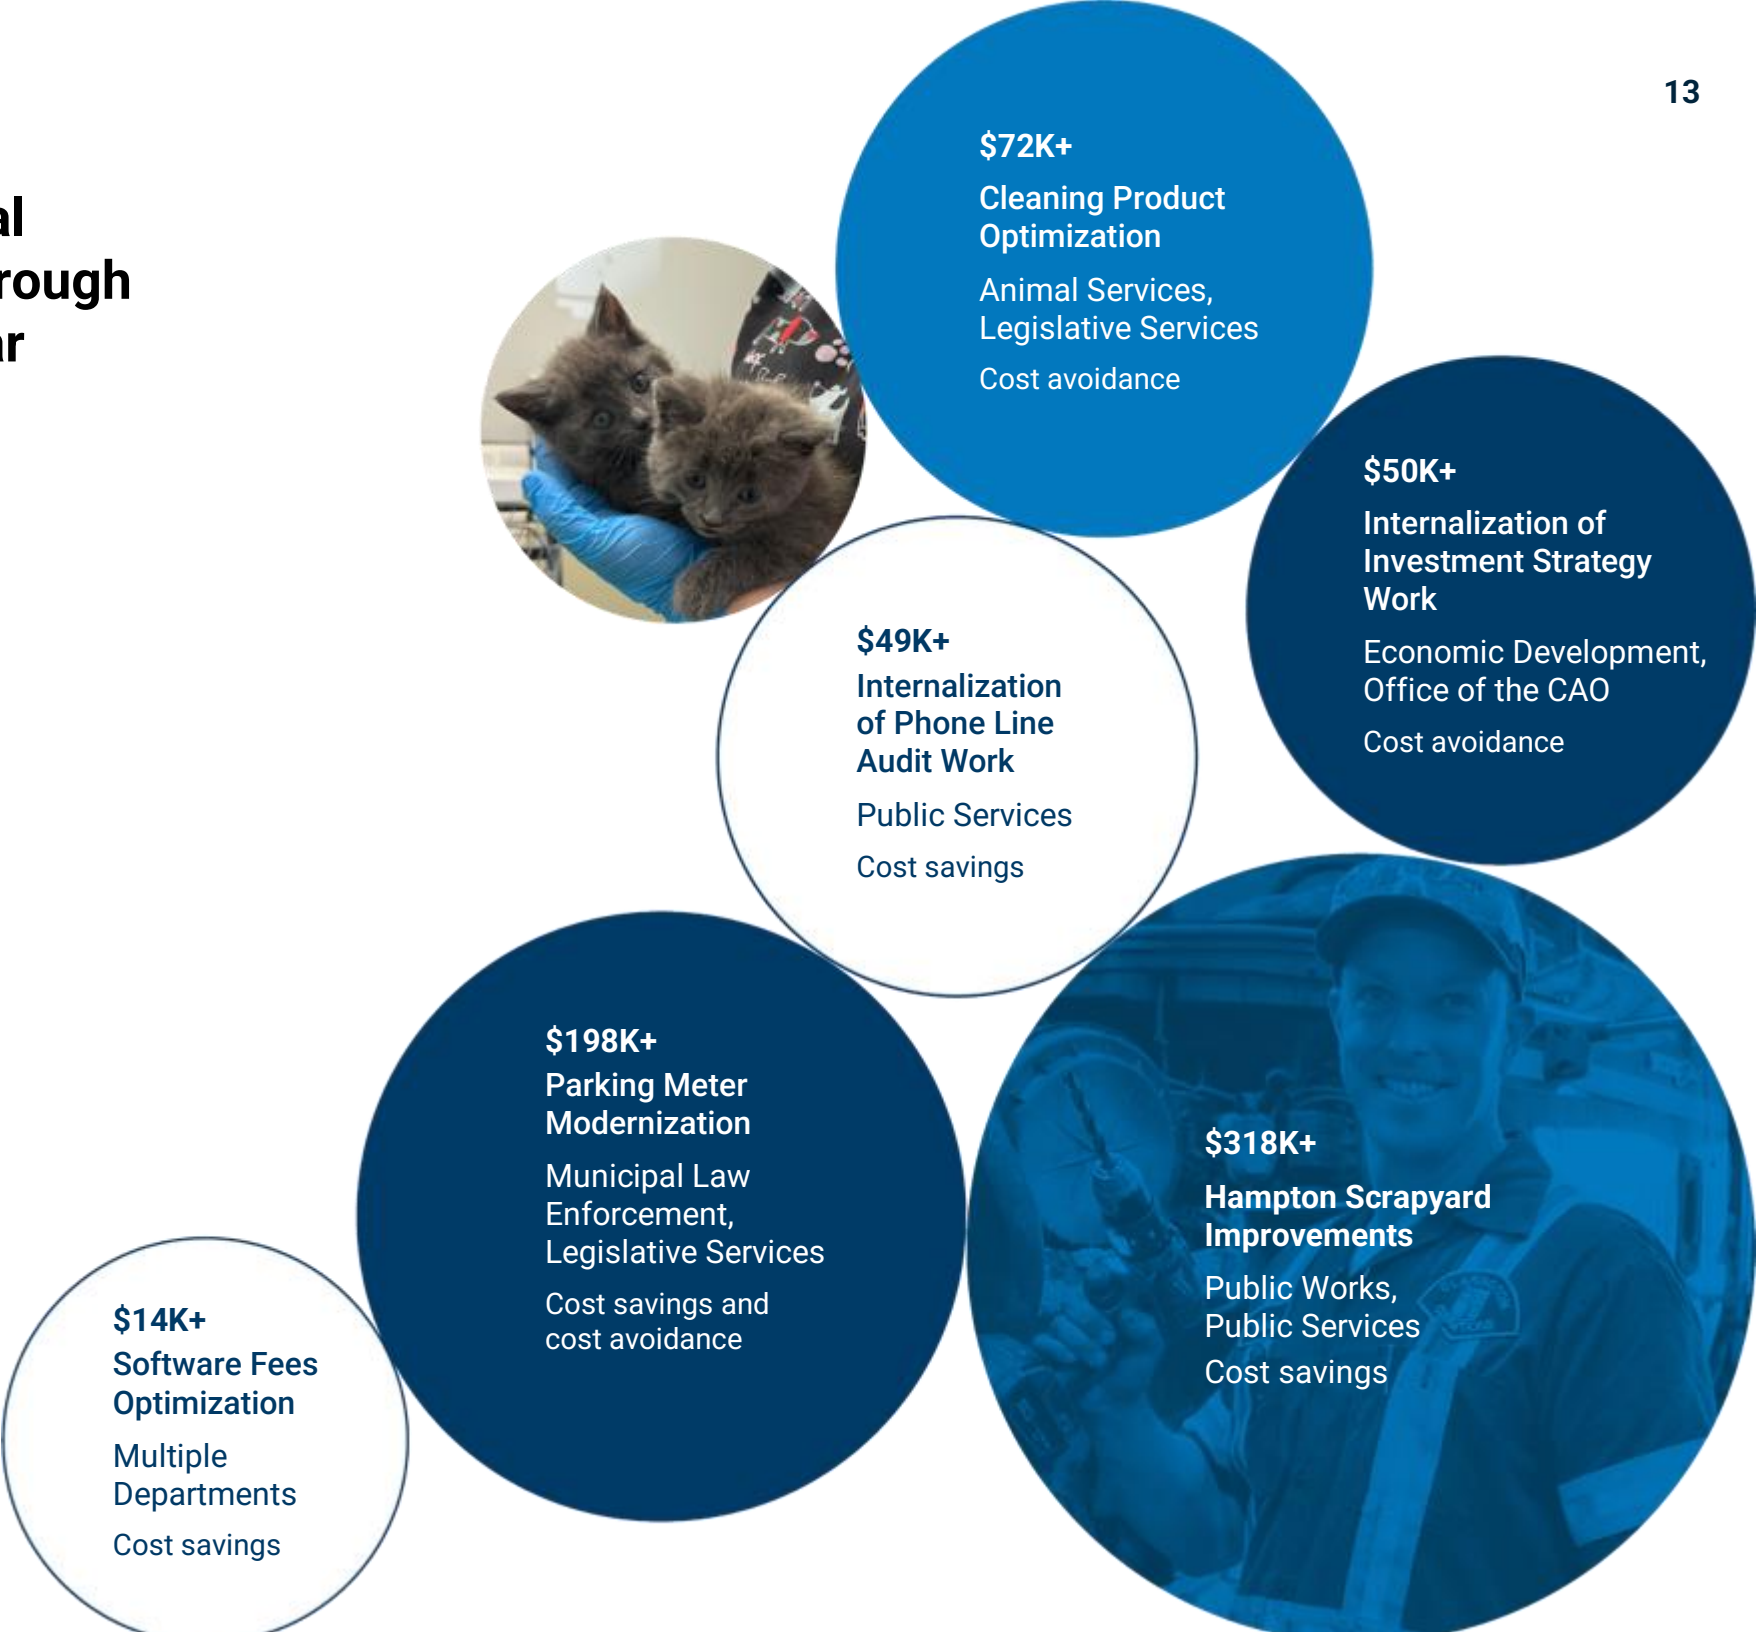 13
al
rough
ar
$72K+
Cleaning Product
Optimization
Animal Services,
Legislative Services
Cost avoidance
$50K+
Internalization of
Investment Strategy
Work
Economic Development,
Office of the CAO
Cost avoidance
$49K+
Internalization
of Phone Line
Audit Work
Public Services
Cost savings
$198K+
Parking Meter
Modernization
Municipal Law
Enforcement,
Legislative Services
Cost savings and
cost avoidance
$318K+
Hampton Scrapyard
Improvements
Public Works,
Public Services
Cost savings
$14K+
Software Fees
Optimization
Multiple
Departments
Cost savings